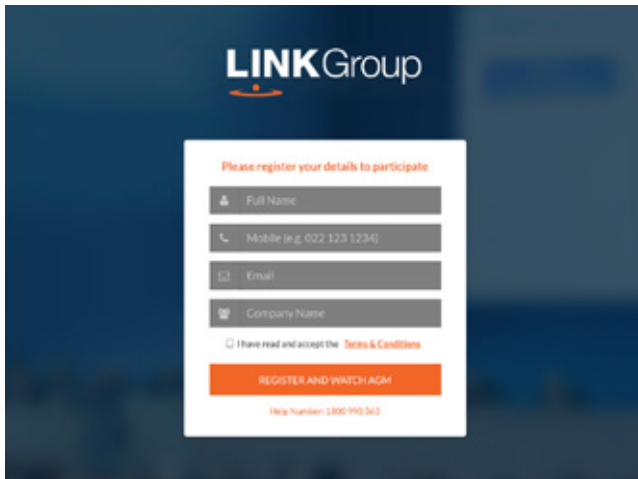 LINKGroup
Please register your details to participate
Full Name
Mobile (e.g. 022 123 1234)
Email
Company Name
I have read and accept the Terms & Conditions
REGISTER AND WATCH AGM
Help Number: 1800 990 363